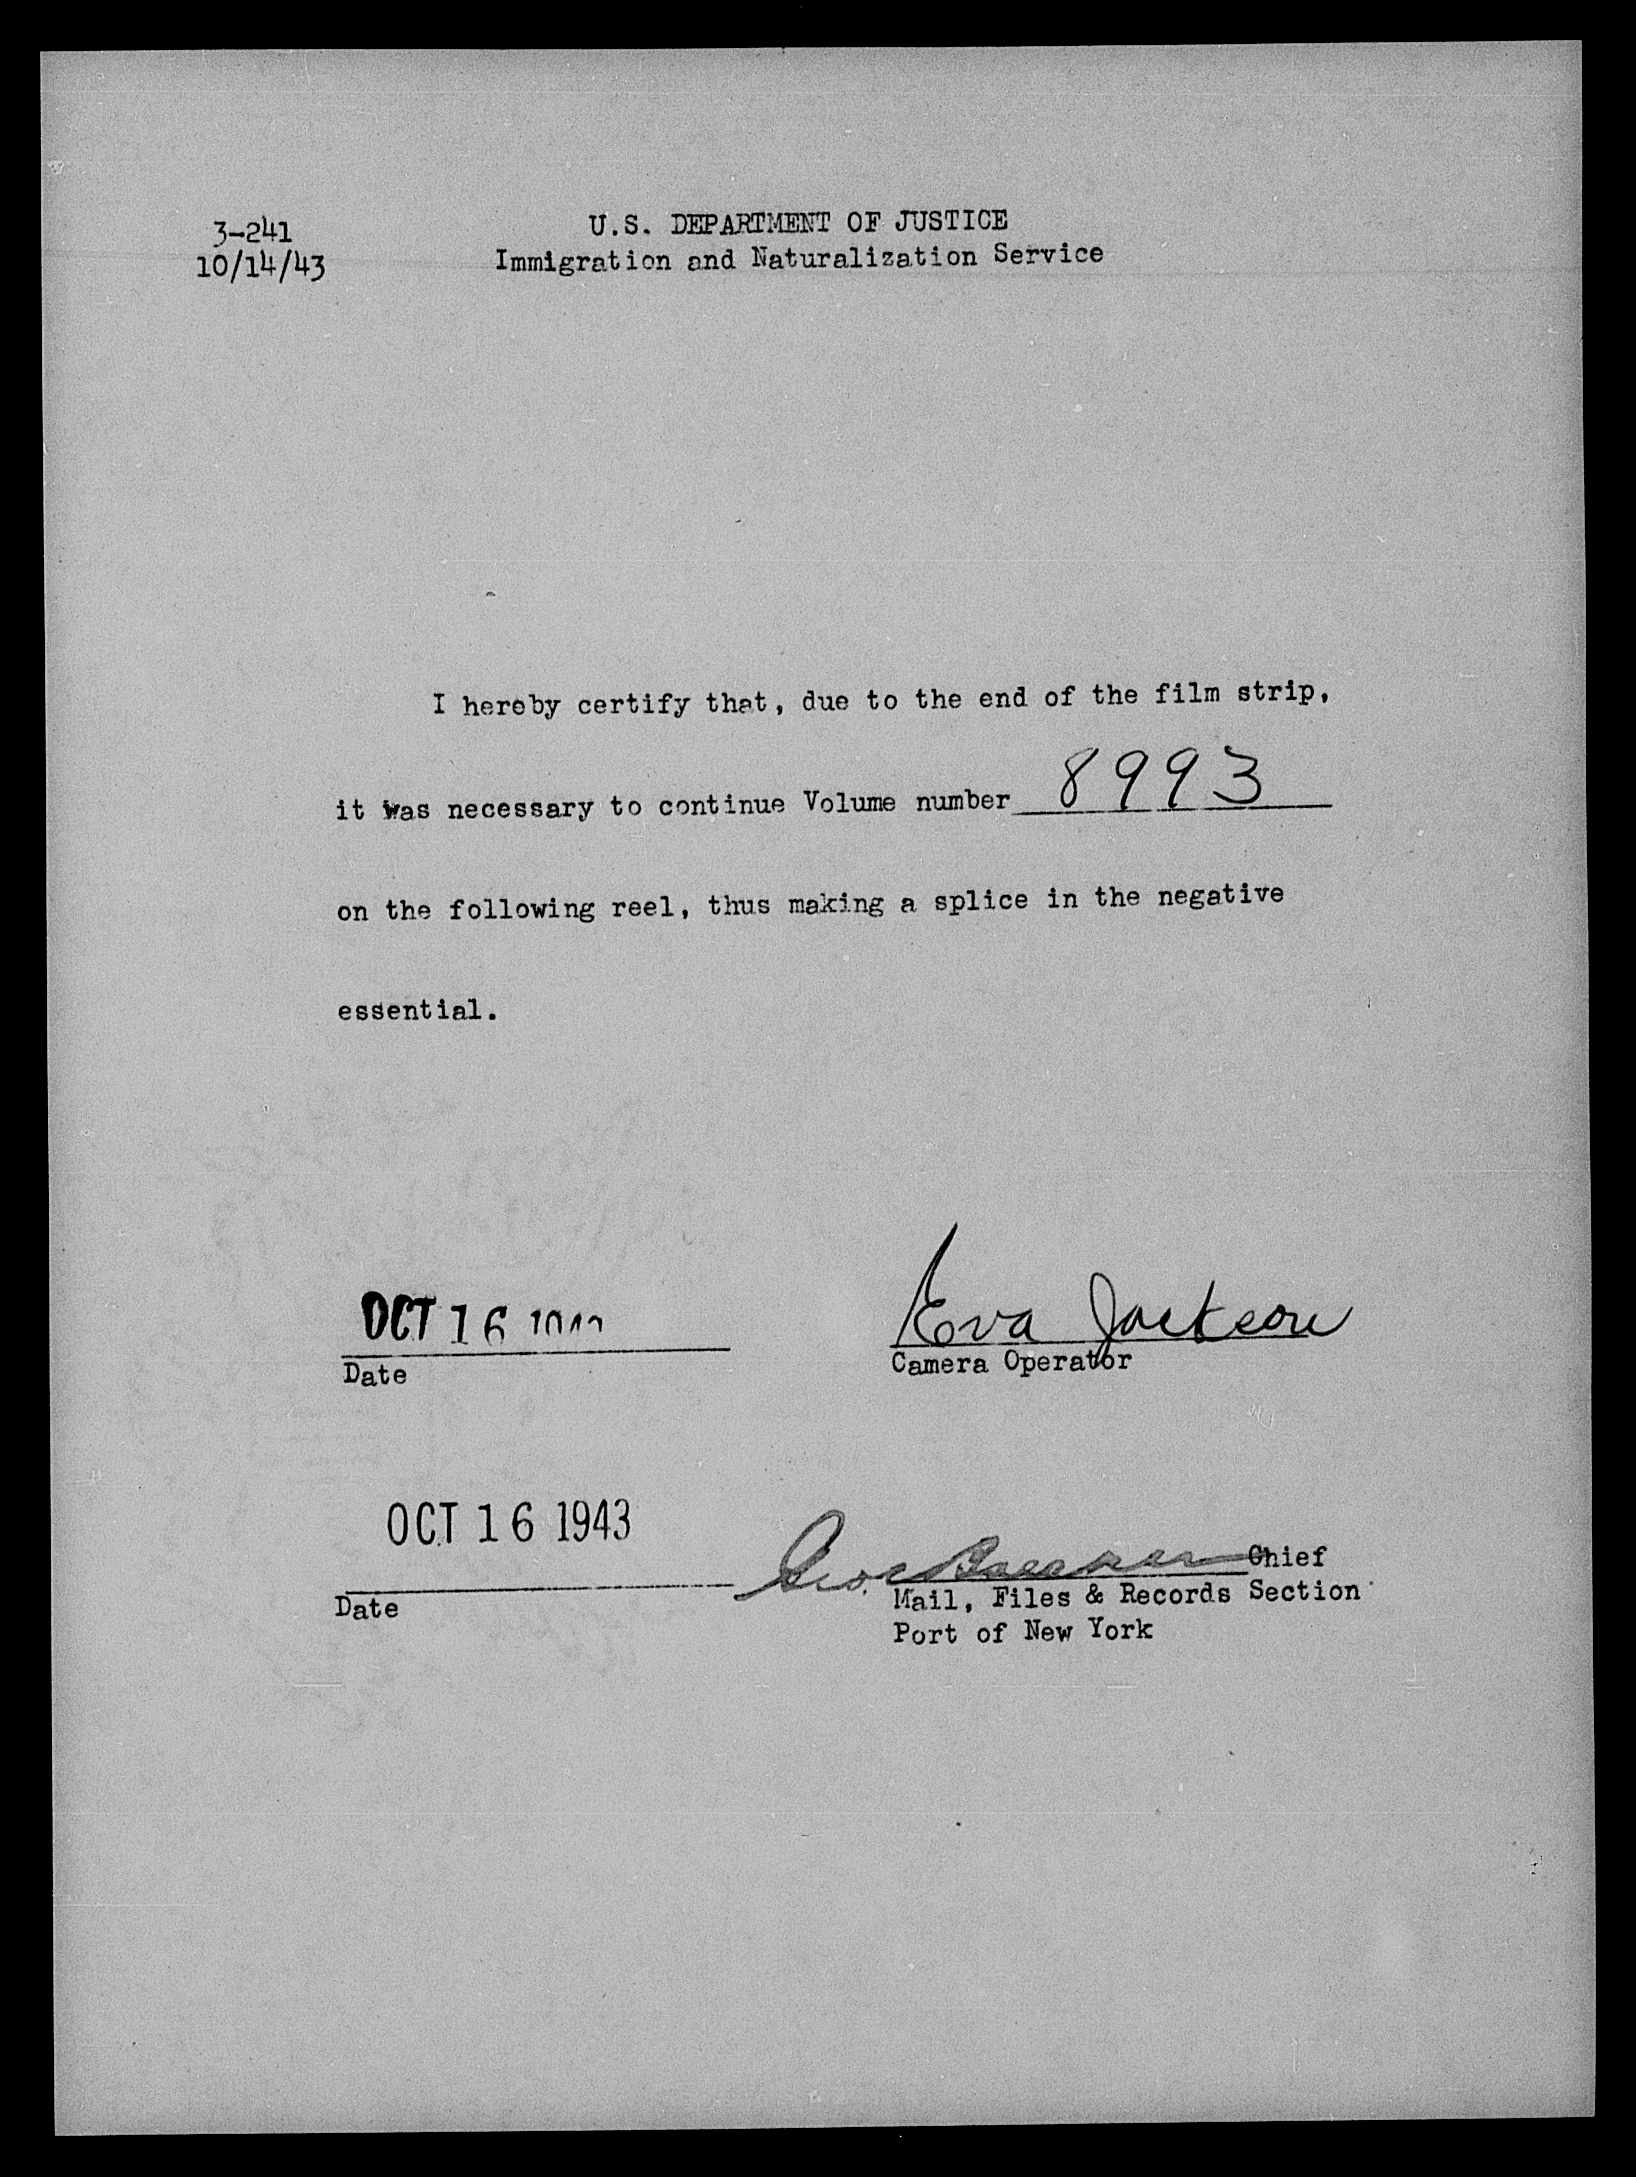 3-241
10/14/43
U.S. DEPARTMENT OF JUSTICE
Immigration and Naturalization Service
I hereby certify that, due to the end of the film strip,
it was necessary to continue Volume number 8993
on the following reel, thus making a splice in the negative
essential.
OCT 16
Date
Eva Jackson
Camera Operator
OCT 16 1943
Date
Geo. Chief
Mail, Files & Records Section
Port of New York